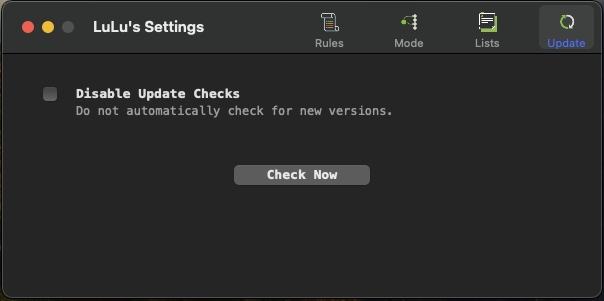 LuLu's Settings
Rules
Mode
Lists
Update
Disable Update Checks
Do not automatically check for new versions.
Check Now